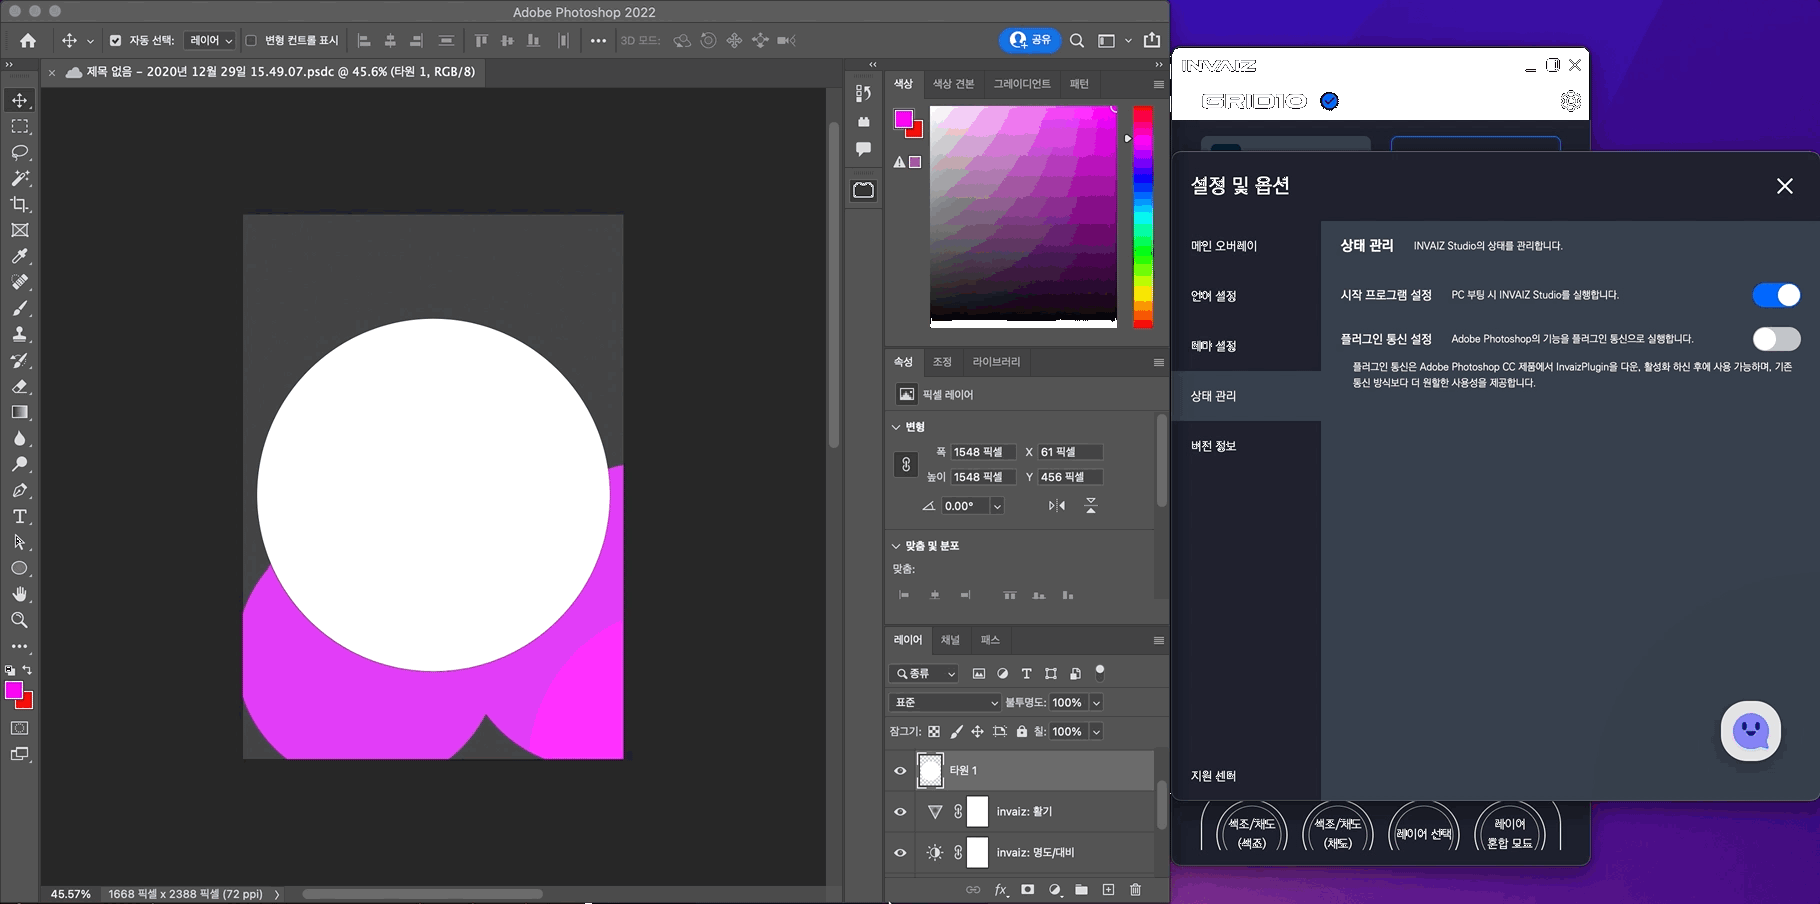 Adobe Photoshop 2022
자동 선택: 레이어 변형 컨트롤 표시 3D 모드: 공유
제목 없음 - 2020년 12월 29일 15.49.07.psdc @ 45.6% (타원 1, RGB/8)
색상 색상 견본 그레이디언트 패턴
속성 조정 라이브러리
픽셀 레이어
변형
폭 1548 픽셀 X 61 픽셀
높이 1548 픽셀 Y 456 픽셀
0.00°
맞춤 및 분포
맞춤:
레이어 채널 패스
종류
표준 불투명도: 100%
잠그기: 칠: 100%
타원 1
invaiz: 활기
invaiz: 명도/대비
45.57% 1668 픽셀 x 2388 픽셀 (72 ppi)
INVAIZ
GRID10
설정 및 옵션
메인 오버레이
언어 설정
테마 설정
상태 관리
버전 정보
지원 센터
상태 관리 INVAIZ Studio의 상태를 관리합니다.
시작 프로그램 설정 PC 부팅 시 INVAIZ Studio를 실행합니다.
플러그인 통신 설정 Adobe Photoshop의 기능을 플러그인 통신으로 실행합니다.
플러그인 통신은 Adobe Photoshop CC 제품에서 InvaizPlugin을 다운, 활성화 하신 후에 사용 가능하며, 기존
통신 방식보다 더 원할한 사용성을 제공합니다.
색조/채도
(색조)
색조/채도
(채도)
레이어 선택
레이어
혼합 모드